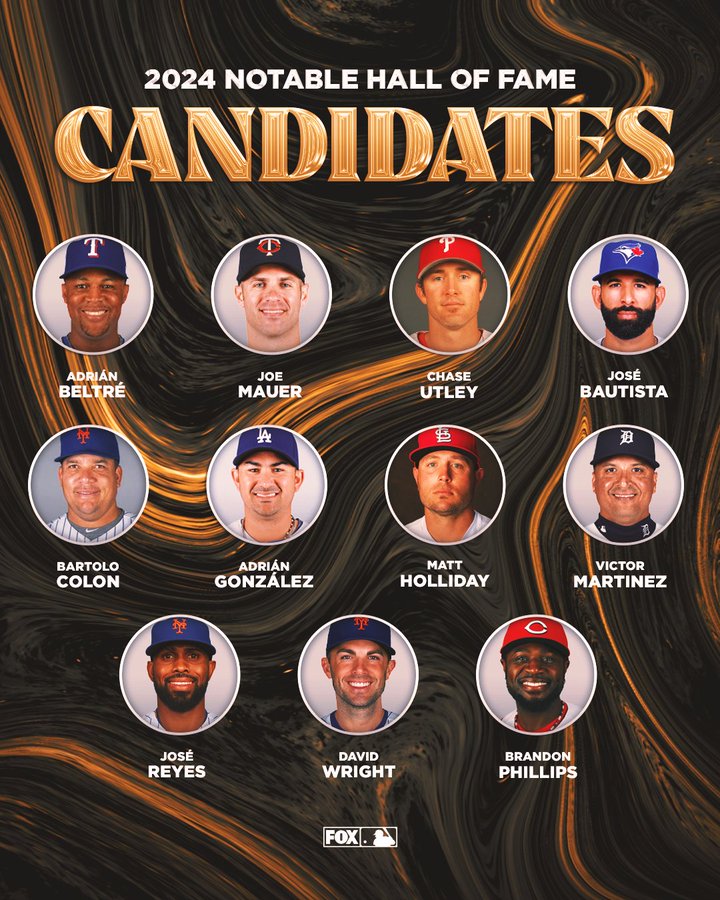 2024 NOTABLE HALL OF FAME
CANDIDATES
ADRIÁN
BELTRÉ
JOE
MAUER
CHASE
UTLEY
JOSÉ
BAUTISTA
BARTOLO
COLON
ADRIÁN
GONZÁLEZ
MATT
HOLLIDAY
VICTOR
MARTINEZ
JOSÉ
REYES
DAVID
WRIGHT
BRANDON
PHILLIPS
FOX